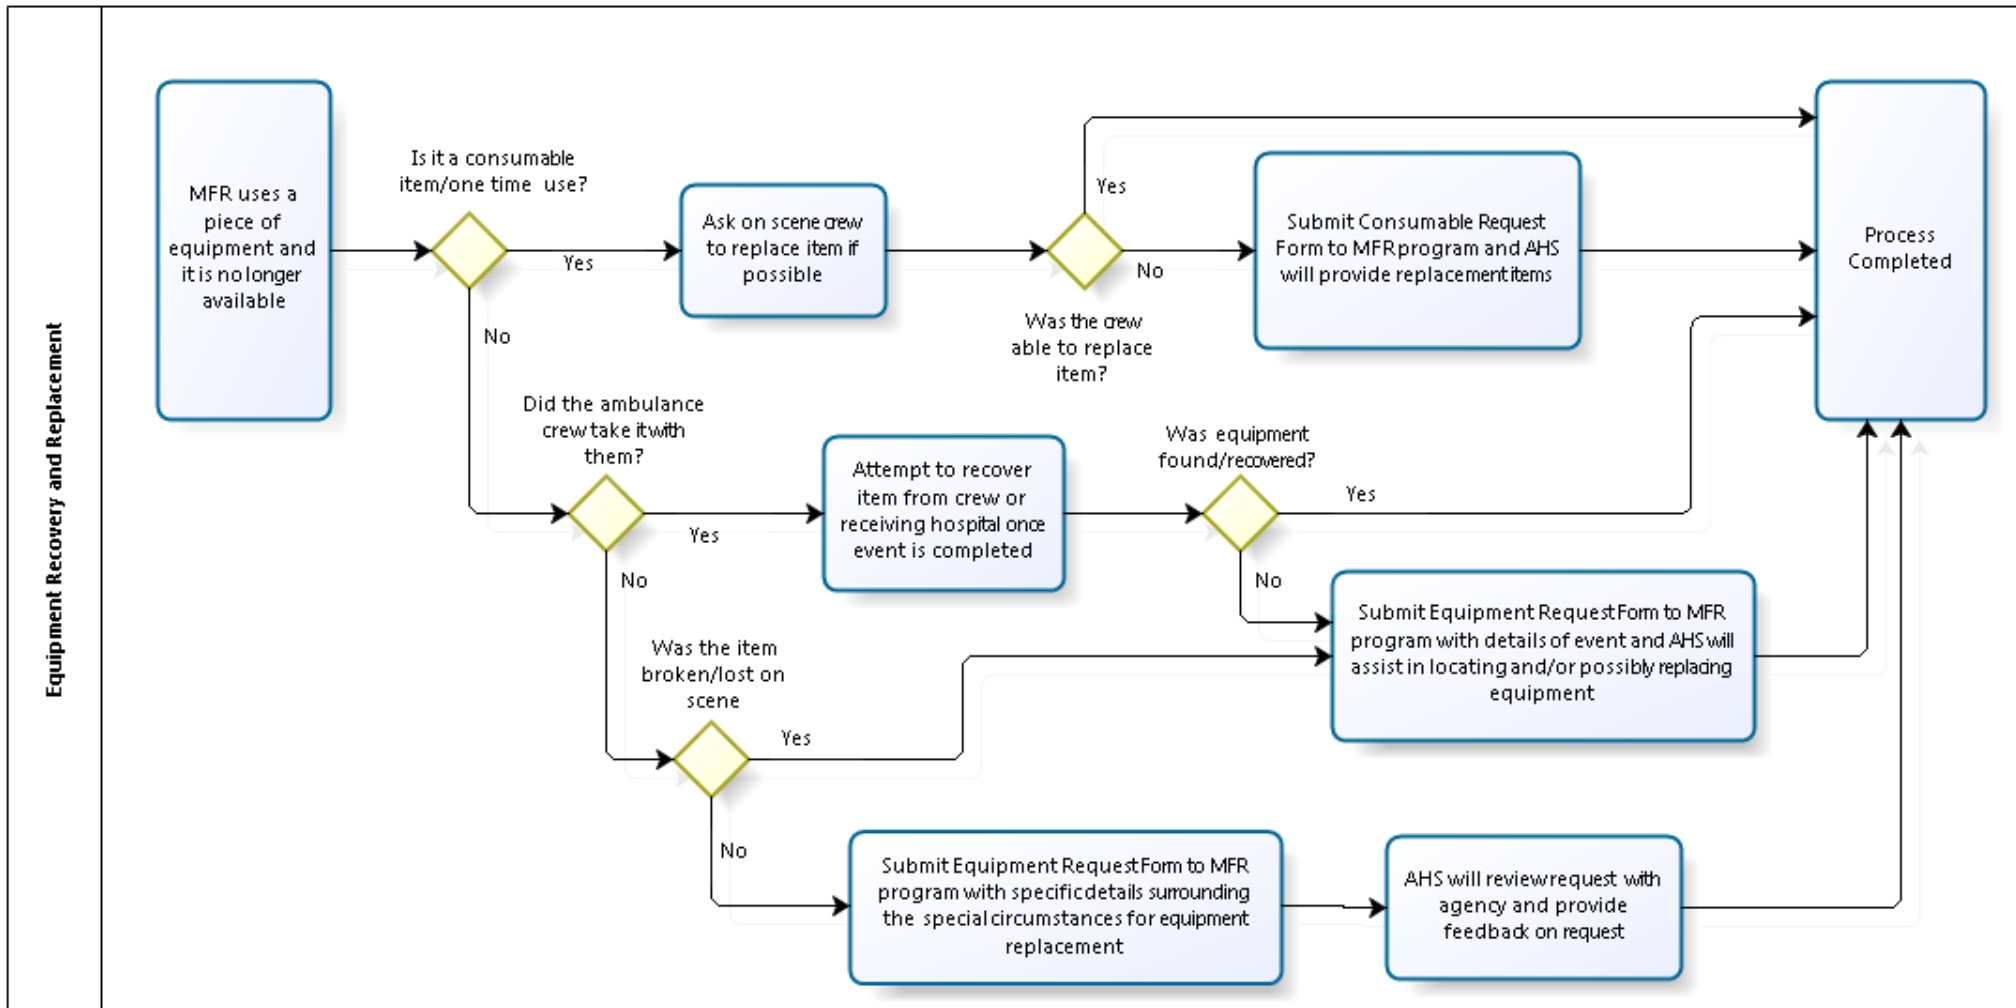 Equipment Recovery and Replacement
MFR uses a
piece of
equipment and
it is no longer
available
Is it a consumable
item/one time use?
Yes
No
Ask on scene crew
to replace item if
possible
Yes
No
Was the crew
able to replace
item?
Submit Consumable Request
Form to MFR program and AHS
will provide replacement items
Process
Completed
Did the ambulance
crew take it with
them?
Yes
No
Attempt to recover
item from crew or
receiving hospital once
event is completed
Was equipment
found/recovered?
Yes
No
Submit Equipment Request Form to MFR
program with details of event and AHS will
assist in locating and/or possibly replacing
equipment
Was the item
broken/lost on
scene
Yes
No
Submit Equipment Request Form to MFR
program with specific details surrounding
the special circumstances for equipment
replacement
AHS will review request with
agency and provide
feedback on request